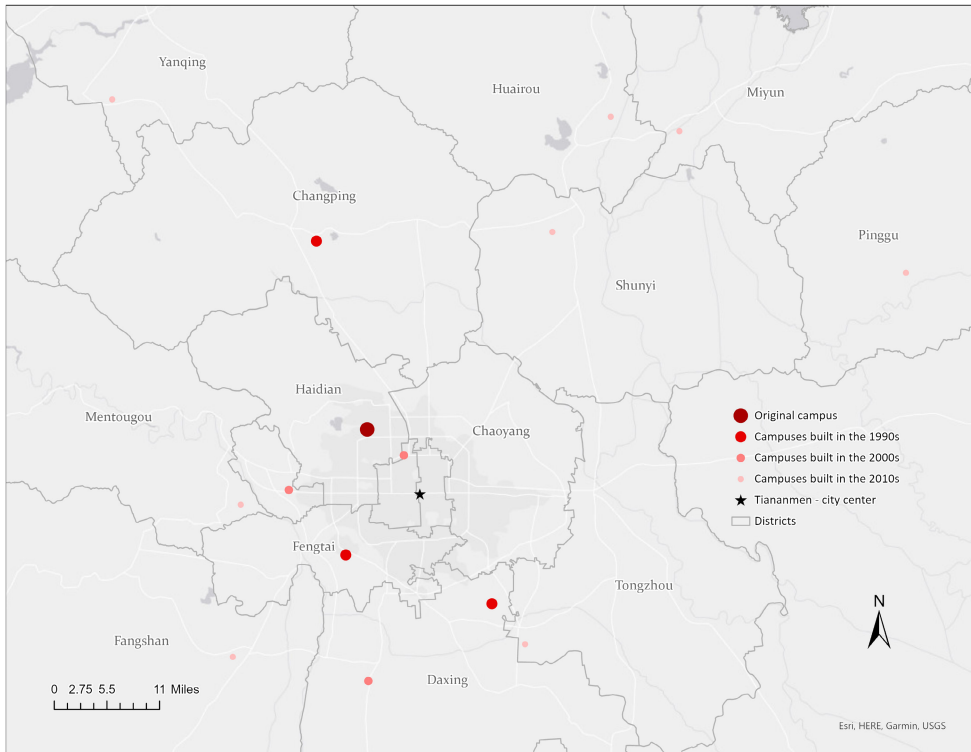 Yanqing
Huairou
Miyun
Changping
Pinggu
Shunyi
Haidian
Mentougou
Chaoyang
Original campus
Campuses built in the 1990s
Campuses built in the 2000s
Campuses built in the 2010s
Tiananmen - city center
Districts
Fengtai
Tongzhou
N
Fangshan
Daxing
0 2.75 5.5 11 Miles
Esri, HERE, Garmin, USGS